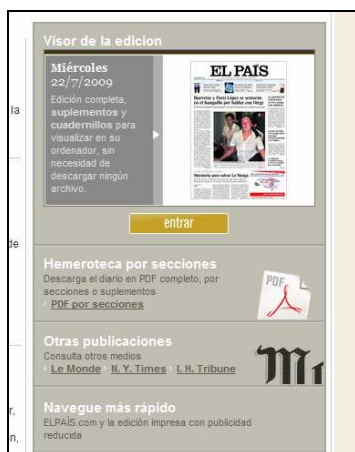 Visor de la edicion
Miércoles
22/7/2009
Edición completa,
suplementos y
cuadernillos para
visualizar en su
ordenador, sin
necesidad de
descargar ningún
archivo.
EL PAÍS
entrar
Hemeroteca por secciones
Descarga el diario en PDF completo, por
secciones o suplementos
PDF por secciones
PDF
Otras publicaciones
Consulta otros medios
Le Monde N. Y. Times I. H. Tribune
Navegue más rápido
ELPAÍS.com y la edición impresa con publicidad
reducida
la
de
r,
n,